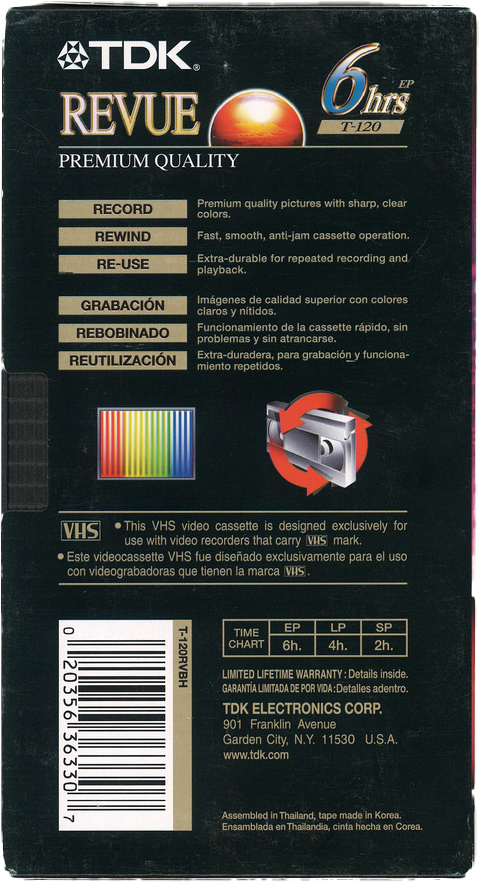 TDK®
REVUE
6hrs EP
T-120
PREMIUM QUALITY
RECORD
Premium quality pictures with sharp, clear
colors.
REWIND
Fast, smooth, anti-jam cassette operation.
RE-USE
Extra-durable for repeated recording and
playback.
GRABACIÓN
Imágenes de calidad superior con colores
claros y nítidos.
REBOBINADO
Funcionamiento de la cassette rápido, sin
problemas y sin atrancarse.
REUTILIZACIÓN
Extra-duradera, para grabación y funciona-
miento repetidos.
VHS
• This VHS video cassette is designed exclusively for
use with video recorders that carry VHS mark.
• Este videocassette VHS fue diseñado exclusivamente para el uso
con videograbadoras que tienen la marca VHS.
T-120RVBH
0 20356 36330 7
TIME CHART EP LP SP
6h. 4h. 2h.
LIMITED LIFETIME WARRANTY : Details inside.
GARANTÍA LIMITADA DE POR VIDA : Detalles adentro.
TDK ELECTRONICS CORP.
901 Franklin Avenue
Garden City, N.Y. 11530 U.S.A.
www.tdk.com
Assembled in Thailand, tape made in Korea.
Ensamblada en Thailandia, cinta hecha en Corea.